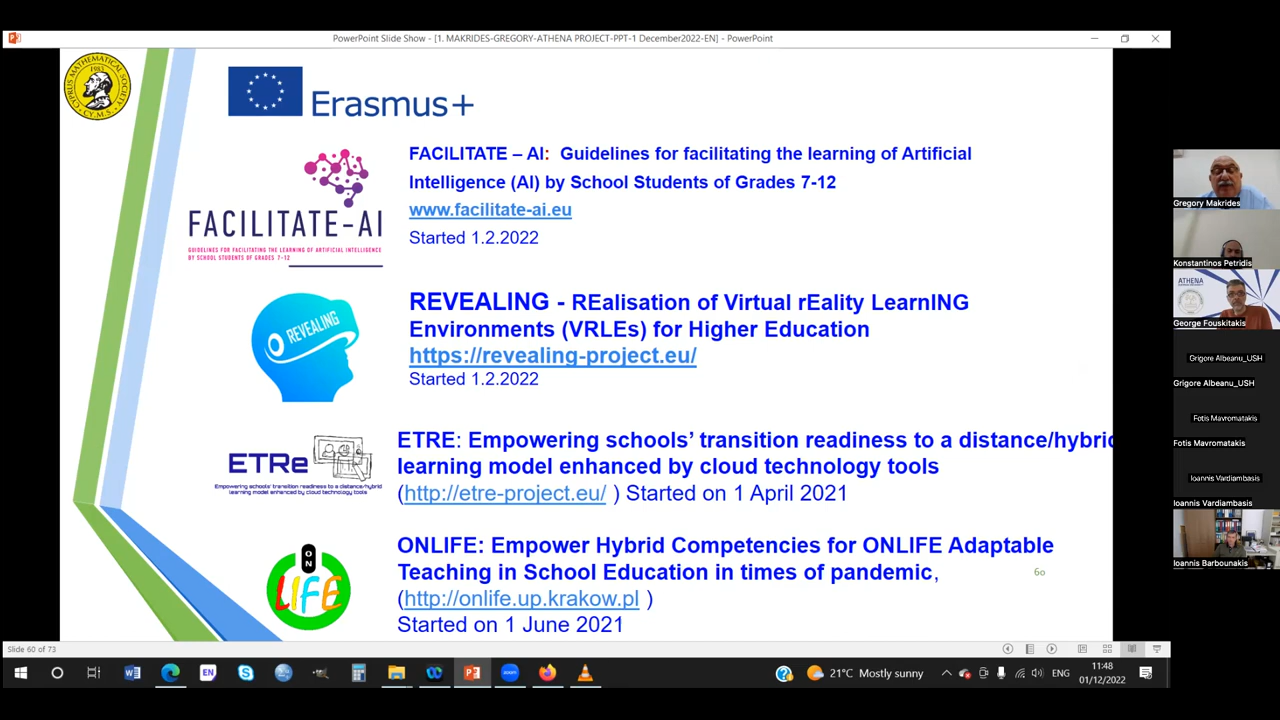 PowerPoint Slide Show - [1. MAKRIDES-GREGORY-ATHENA PROJECT-PPT-1 December2022-EN] - PowerPoint
CYPRUS MATHEMATICAL SOCIETY
1983
CY.M.S.
Erasmus+
FACILITATE – AI: Guidelines for facilitating the learning of Artificial
Intelligence (AI) by School Students of Grades 7-12
www.facilitate-ai.eu
Started 1.2.2022
FACILITATE-AI
GUIDELINES FOR FACILITATING THE LEARNING OF ARTIFICIAL INTELLIGENCE (AI)
BY SCHOOL STUDENTS OF GRADES 7-12
REVEALING
REVEALING - REalisation of Virtual rEality LearnING
Environments (VRLEs) for Higher Education
https://revealing-project.eu/
Started 1.2.2022
ETRe
Empowering schools' transition readiness to a distance/hybrid
learning model enhanced by cloud technology tools
ETRE: Empowering schools’ transition readiness to a distance/hybrid
learning model enhanced by cloud technology tools
(http://etre-project.eu/ ) Started on 1 April 2021
ON
LIFE
ONLIFE: Empower Hybrid Competencies for ONLIFE Adaptable
Teaching in School Education in times of pandemic,
(http://onlife.up.krakow.pl )
Started on 1 June 2021
60
Gregory Makrides
Konstantinos Petridis
ATHENA
George Fouskitakis
Grigore Albeanu_USH
Grigore Albeanu_USH
Fotis Mavromatakis
Fotis Mavromatakis
Ioannis Vardiambasis
Ioannis Vardiambasis
Ioannis Barbounakis
Slide 60 of 73
EN
zoom
21°C Mostly sunny
ENG
11:48
01/12/2022